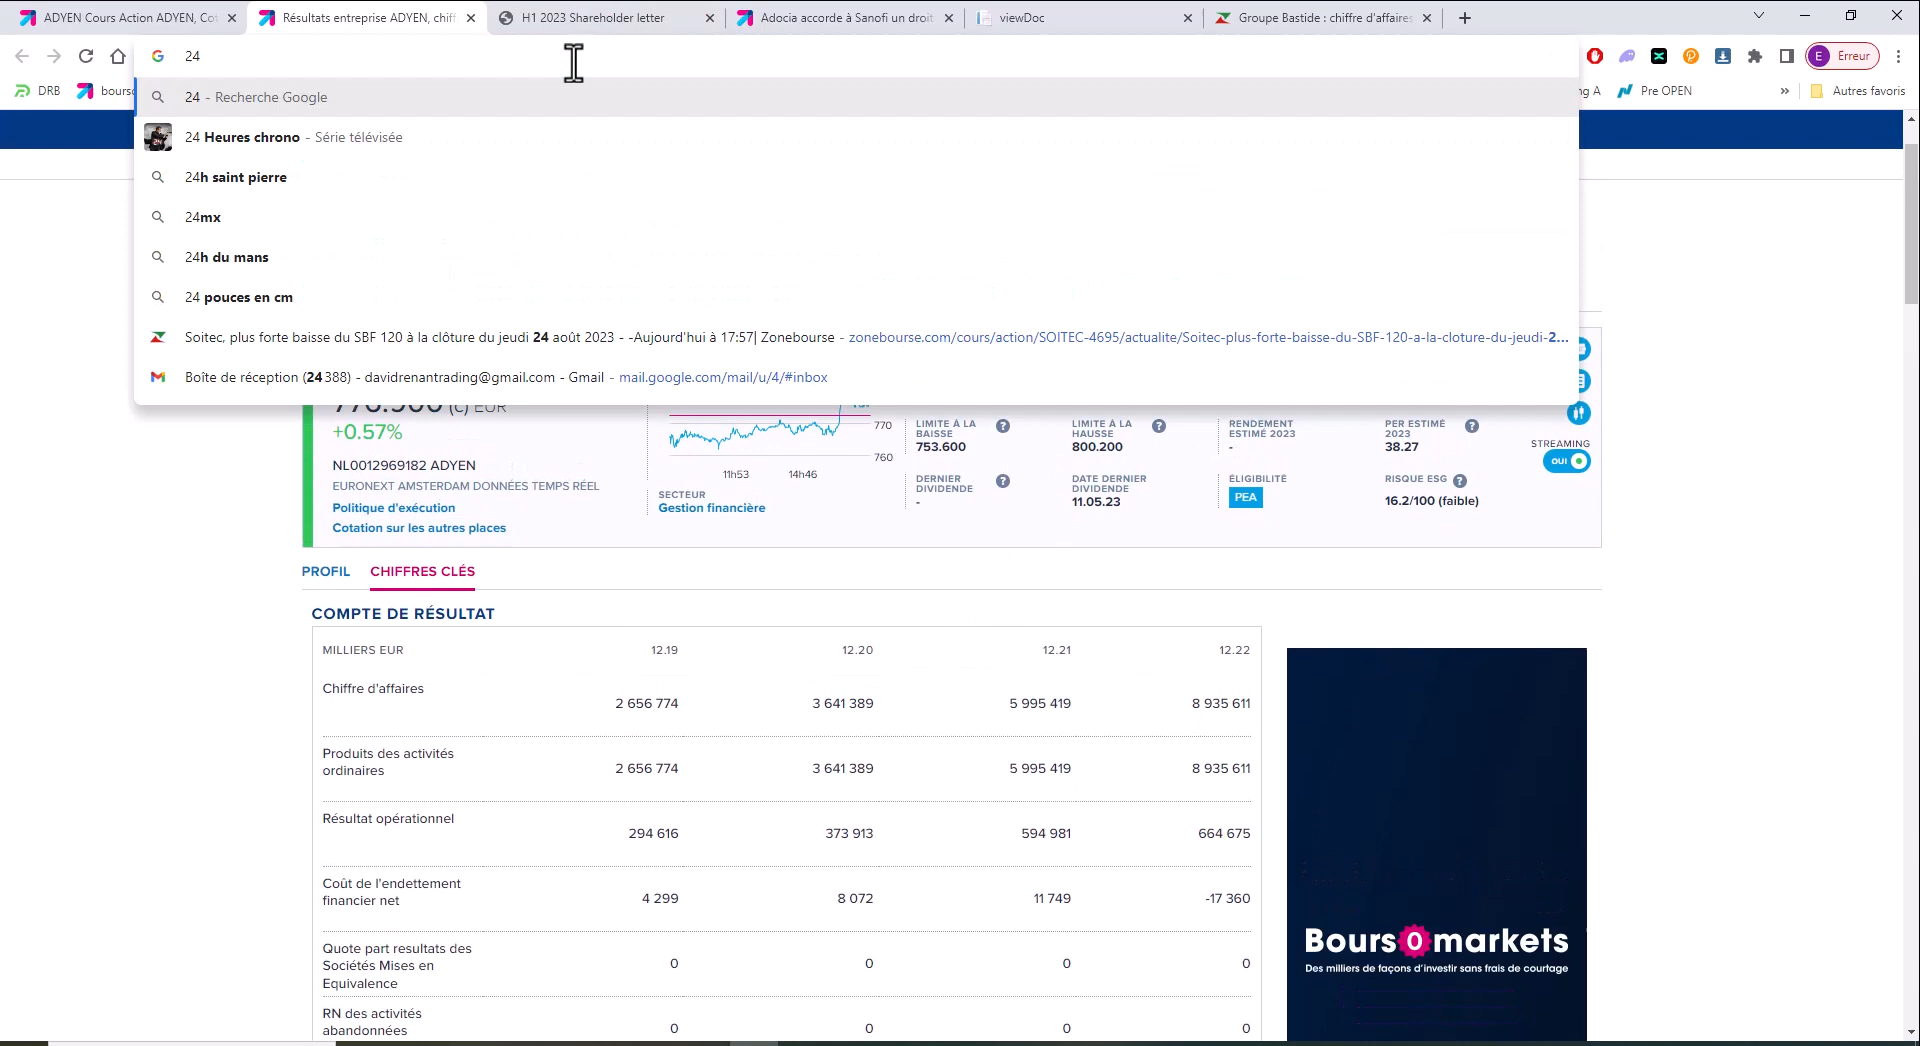 ADYEN Cours Action ADYEN, Cot
Résultats entreprise ADYEN, chiff
H1 2023 Shareholder letter
Adocia accorde à Sanofi un droit
viewDoc
Groupe Bastide : chiffre d'affaires
24
E Erreur
DRB
bourso
ng A
Pre OPEN
» Autres favoris
24 - Recherche Google
24 Heures chrono - Série télévisée
24h saint pierre
24mx
24h du mans
24 pouces en cm
Soitec, plus forte baisse du SBF 120 à la clôture du jeudi 24 août 2023 - -Aujourd'hui à 17:57| Zonebourse - zonebourse.com/cours/action/SOITEC-4695/actualite/Soitec-plus-forte-baisse-du-SBF-120-a-la-cloture-du-jeudi-2...
Boîte de réception (24 388) - davidrenantrading@gmail.com - Gmail - mail.google.com/mail/u/4/#inbox
(c) EUR
+0.57%
NL0012969182 ADYEN
EURONEXT AMSTERDAM DONNÉES TEMPS RÉEL
Politique d'exécution
Cotation sur les autres places
770
760
11h53 14h46
SECTEUR
Gestion financière
LIMITE À LA BAISSE ?
753.600
LIMITE À LA HAUSSE ?
800.200
RENDEMENT ESTIMÉ 2023
-
PER ESTIMÉ 2023 ?
38.27
DERNIER DIVIDENDE ?
-
DATE DERNIER DIVIDENDE
11.05.23
ÉLIGIBILITÉ
PEA
RISQUE ESG ?
16.2/100 (faible)
STREAMING
OUI
PROFIL CHIFFRES CLÉS
COMPTE DE RÉSULTAT
MILLIERS EUR 12.19 12.20 12.21 12.22
Chiffre d'affaires 2 656 774 3 641 389 5 995 419 8 935 611
Produits des activités
ordinaires 2 656 774 3 641 389 5 995 419 8 935 611
Résultat opérationnel 294 616 373 913 594 981 664 675
Coût de l'endettement
financier net 4 299 8 072 11 749 -17 360
Quote part resultats des
Sociétés Mises en 0 0 0 0
Equivalence
RN des activités
abandonnées 0 0 0 0
BoursOmarkets
Des milliers de façons d'investir sans frais de courtage